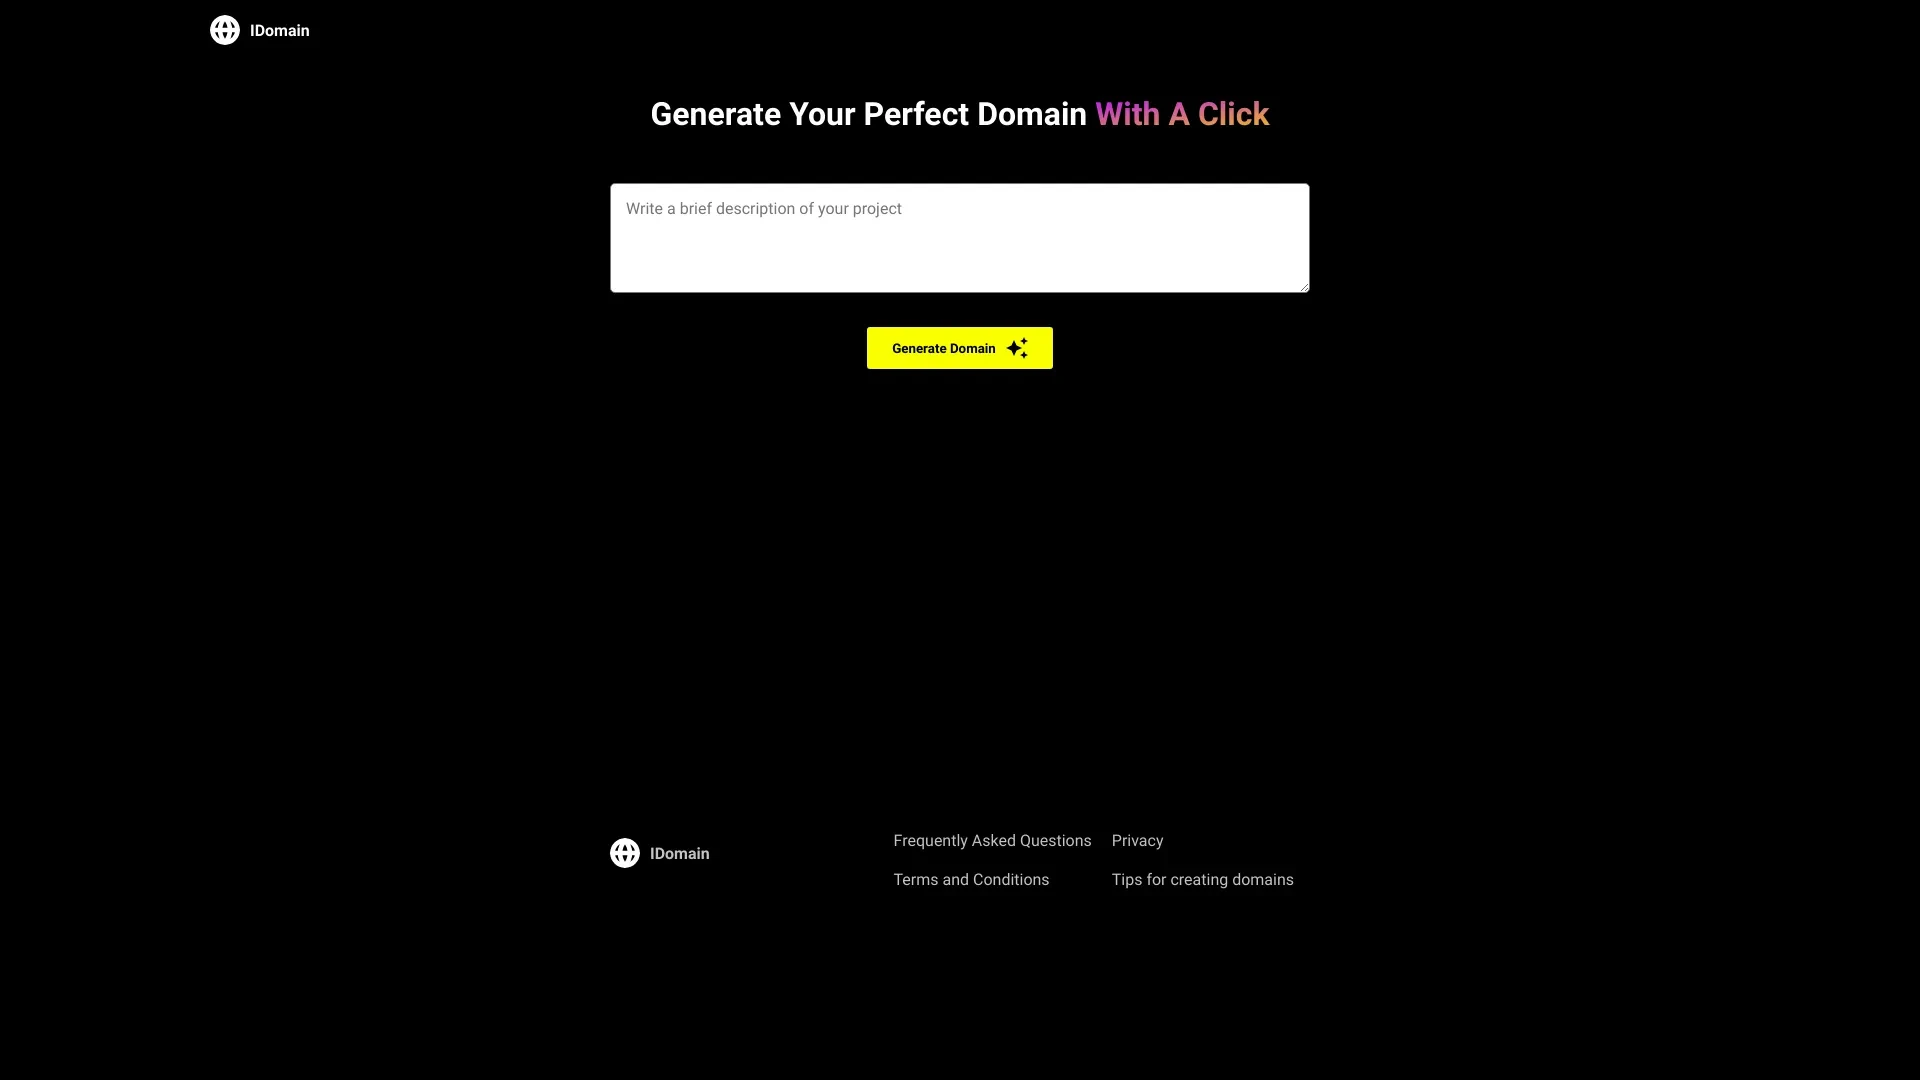 IDomain
Generate Your Perfect Domain With A Click
Write a brief description of your project
Generate Domain
IDomain
Frequently Asked Questions
Privacy
Terms and Conditions
Tips for creating domains